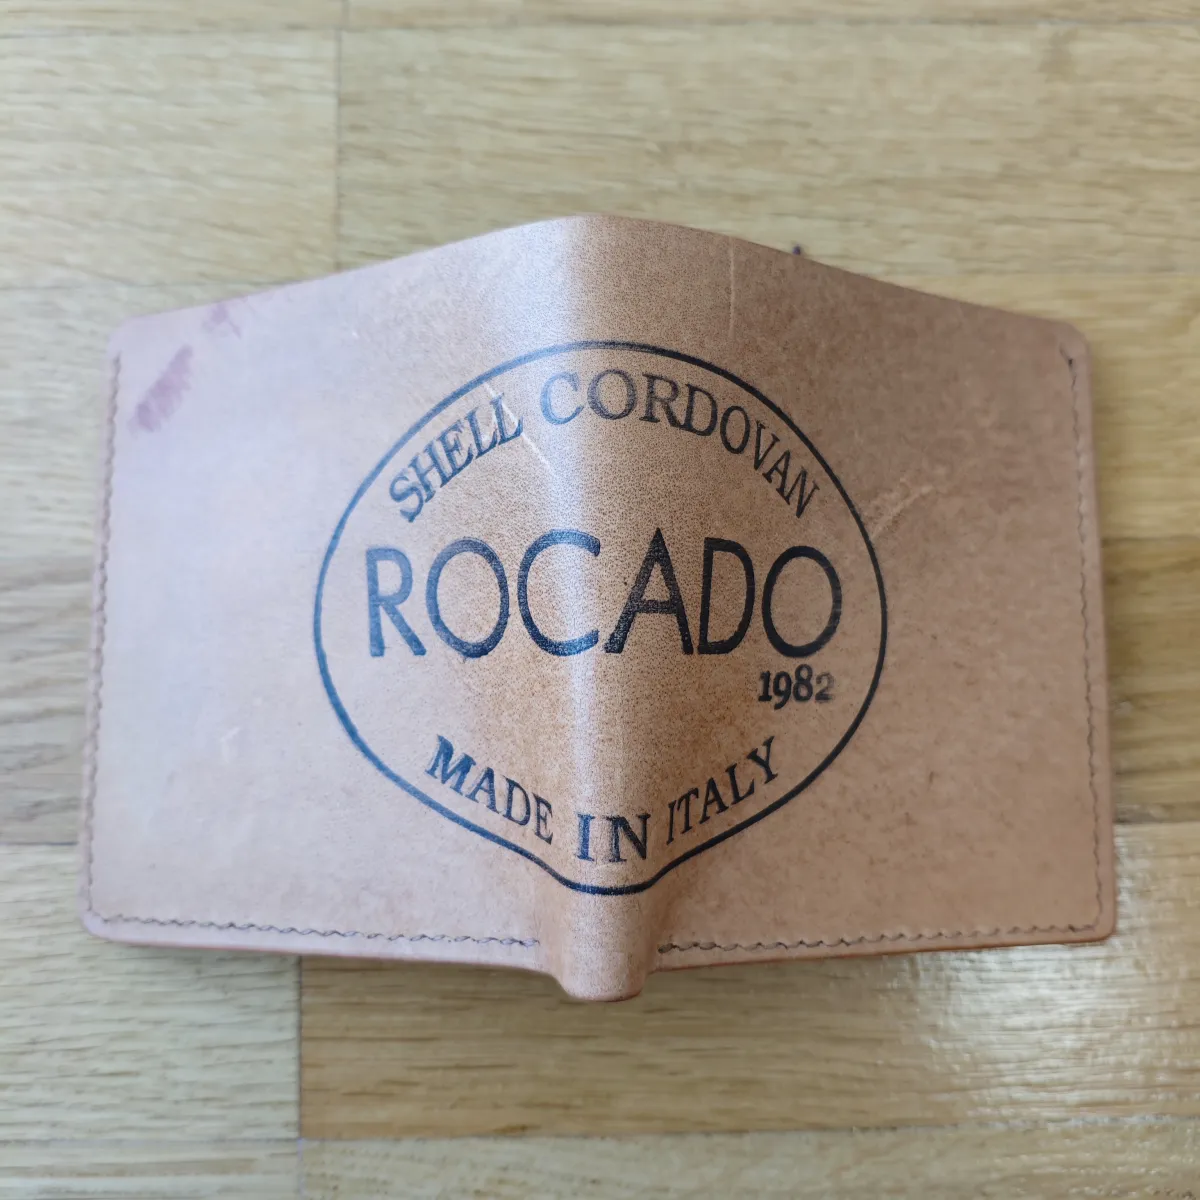 SHELL CORDOVAN
ROCADO
1982
MADE IN ITALY